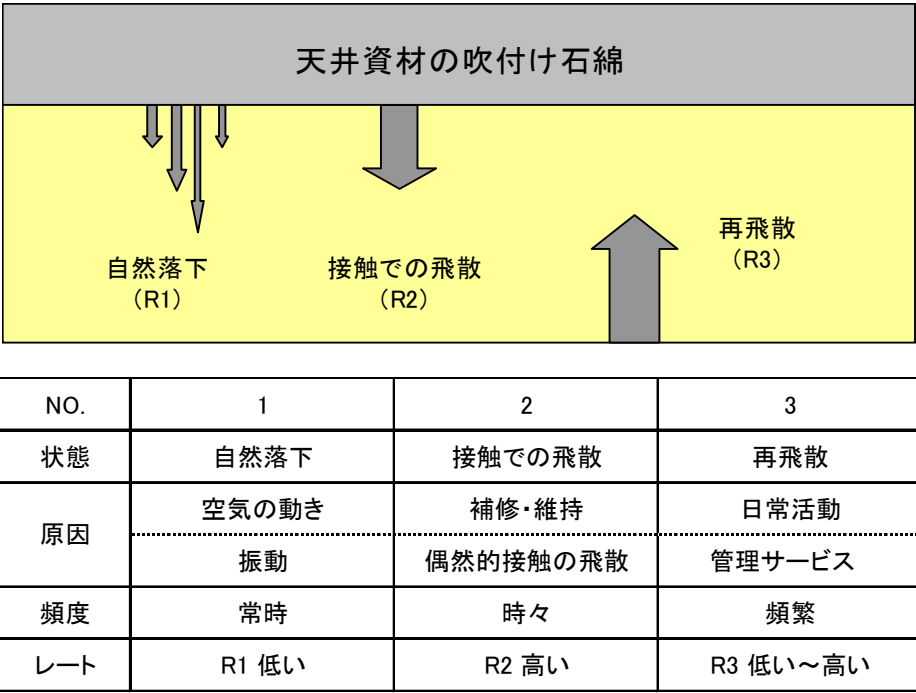 天井資材の吹付け石綿
自然落下
（R1）
接触での飛散
（R2）
再飛散
（R3）
NO. 1 2 3
状態 自然落下 接触での飛散 再飛散
原因 空気の動き 補修・維持 日常活動
振動 偶然的接触の飛散 管理サービス
頻度 常時 時々 頻繁
レート R1 低い R2 高い R3 低い～高い